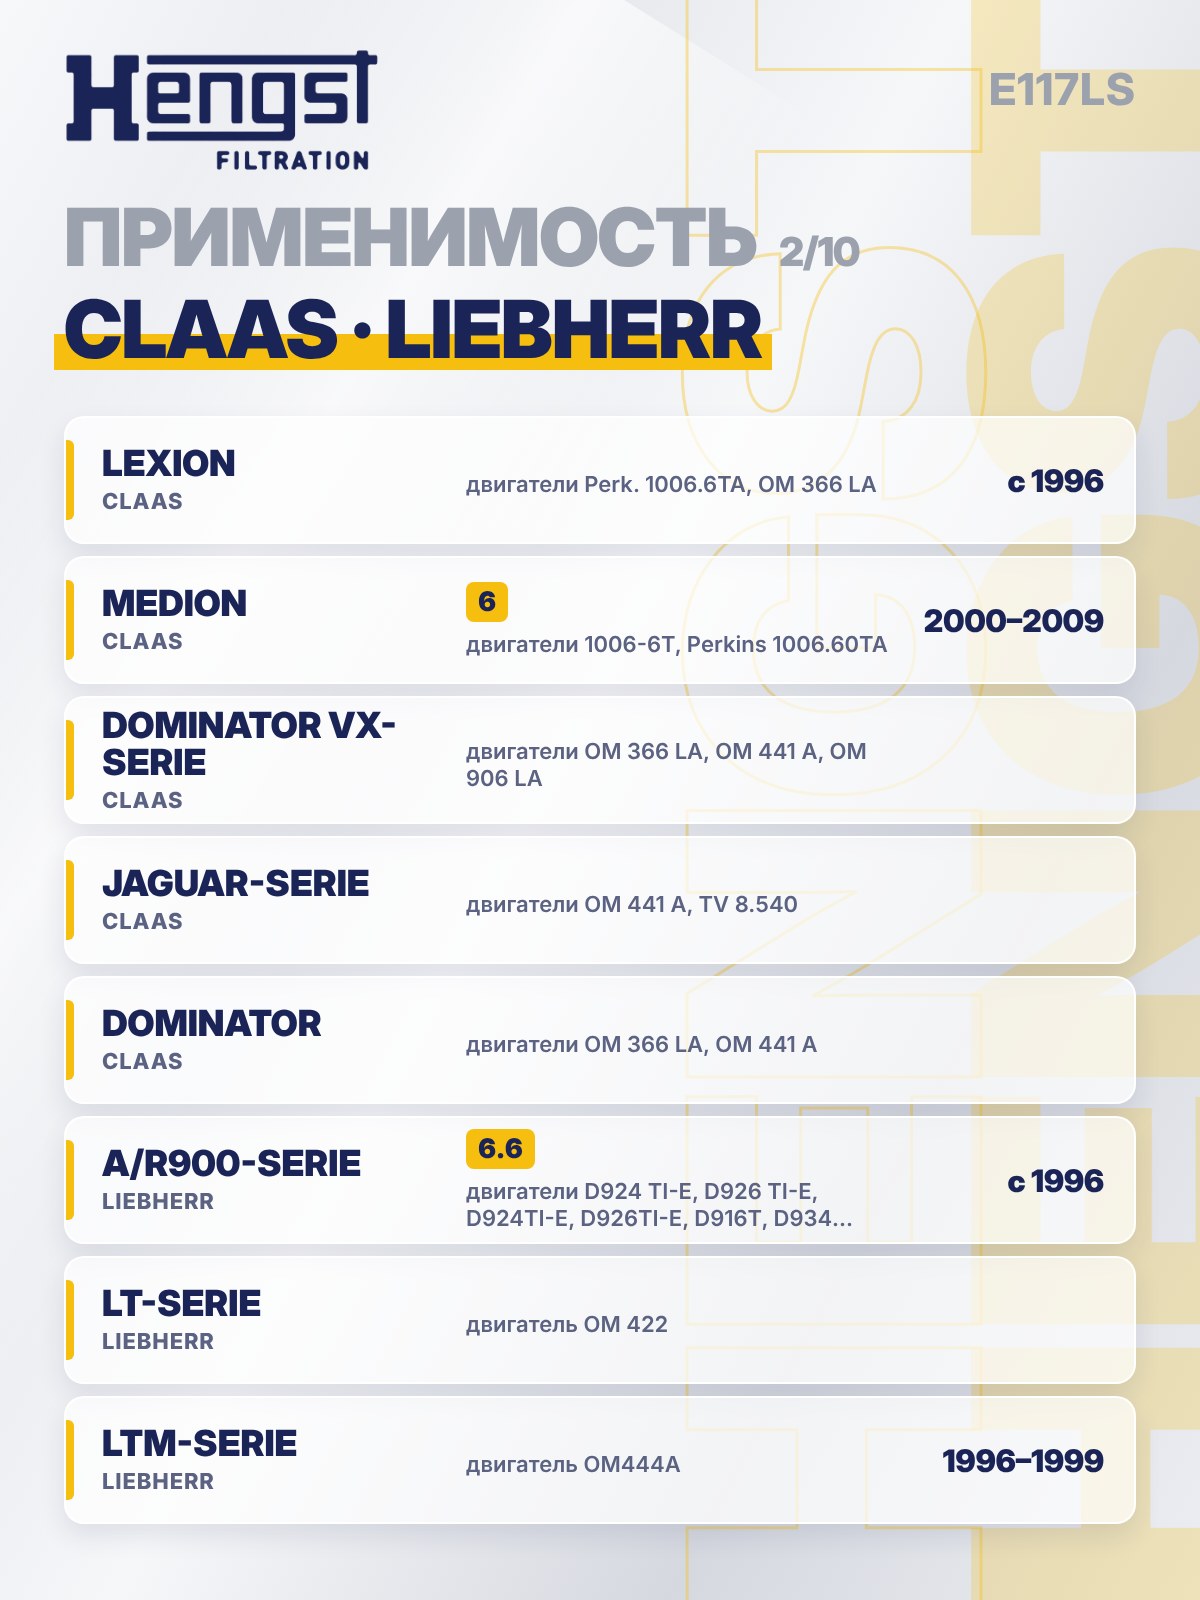 Hengst
FILTRATION
E117LS
ПРИМЕНИМОСТЬ 2/10
CLAAS · LIEBHERR
LEXION
CLAAS
двигатели Perk. 1006.6TA, OM 366 LA
с 1996
MEDION
CLAAS
6
двигатели 1006-6T, Perkins 1006.60TA
2000–2009
DOMINATOR VX-
SERIE
CLAAS
двигатели OM 366 LA, OM 441 A, OM
906 LA
JAGUAR-SERIE
CLAAS
двигатели OM 441 A, TV 8.540
DOMINATOR
CLAAS
двигатели OM 366 LA, OM 441 A
A/R900-SERIE
LIEBHERR
6.6
двигатели D924 TI-E, D926 TI-E,
D924TI-E, D926TI-E, D916T, D934...
с 1996
LT-SERIE
LIEBHERR
двигатель OM 422
LTM-SERIE
LIEBHERR
двигатель OM444A
1996–1999
HENGST
HENGST